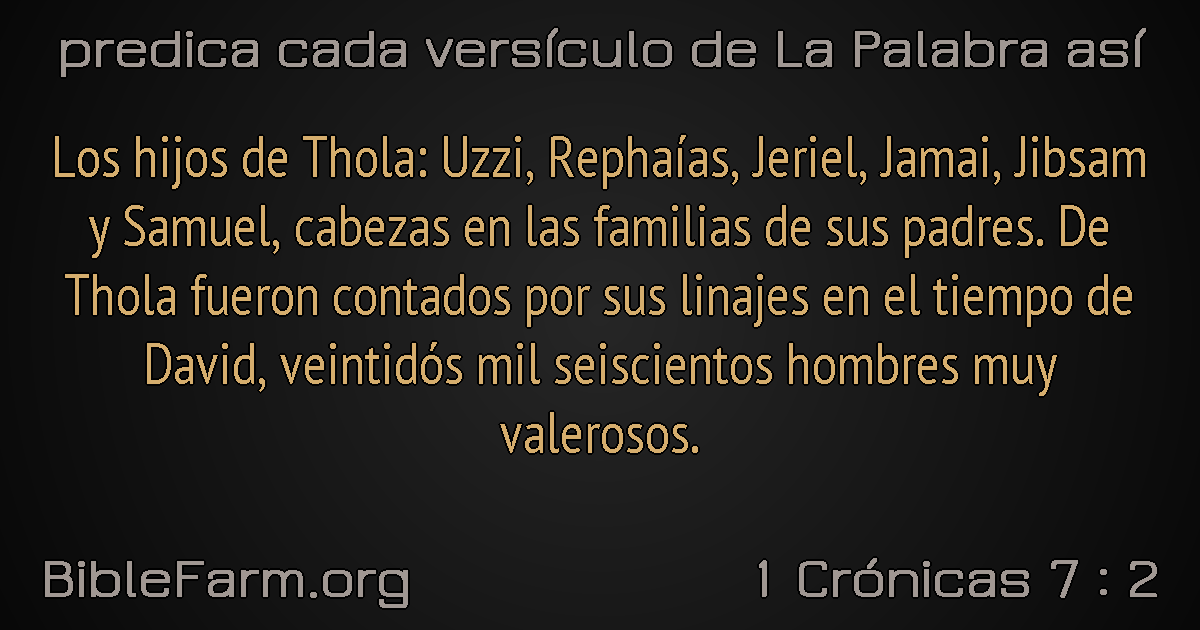 predica cada versículo de La Palabra así
Los hijos de Thola: Uzzi, Rephaías, Jeriel, Jamai, Jibsam
y Samuel, cabezas en las familias de sus padres. De
Thola fueron contados por sus linajes en el tiempo de
David, veintidós mil seiscientos hombres muy
valerosos.
BibleFarm.org
1 Crónicas 7 : 2